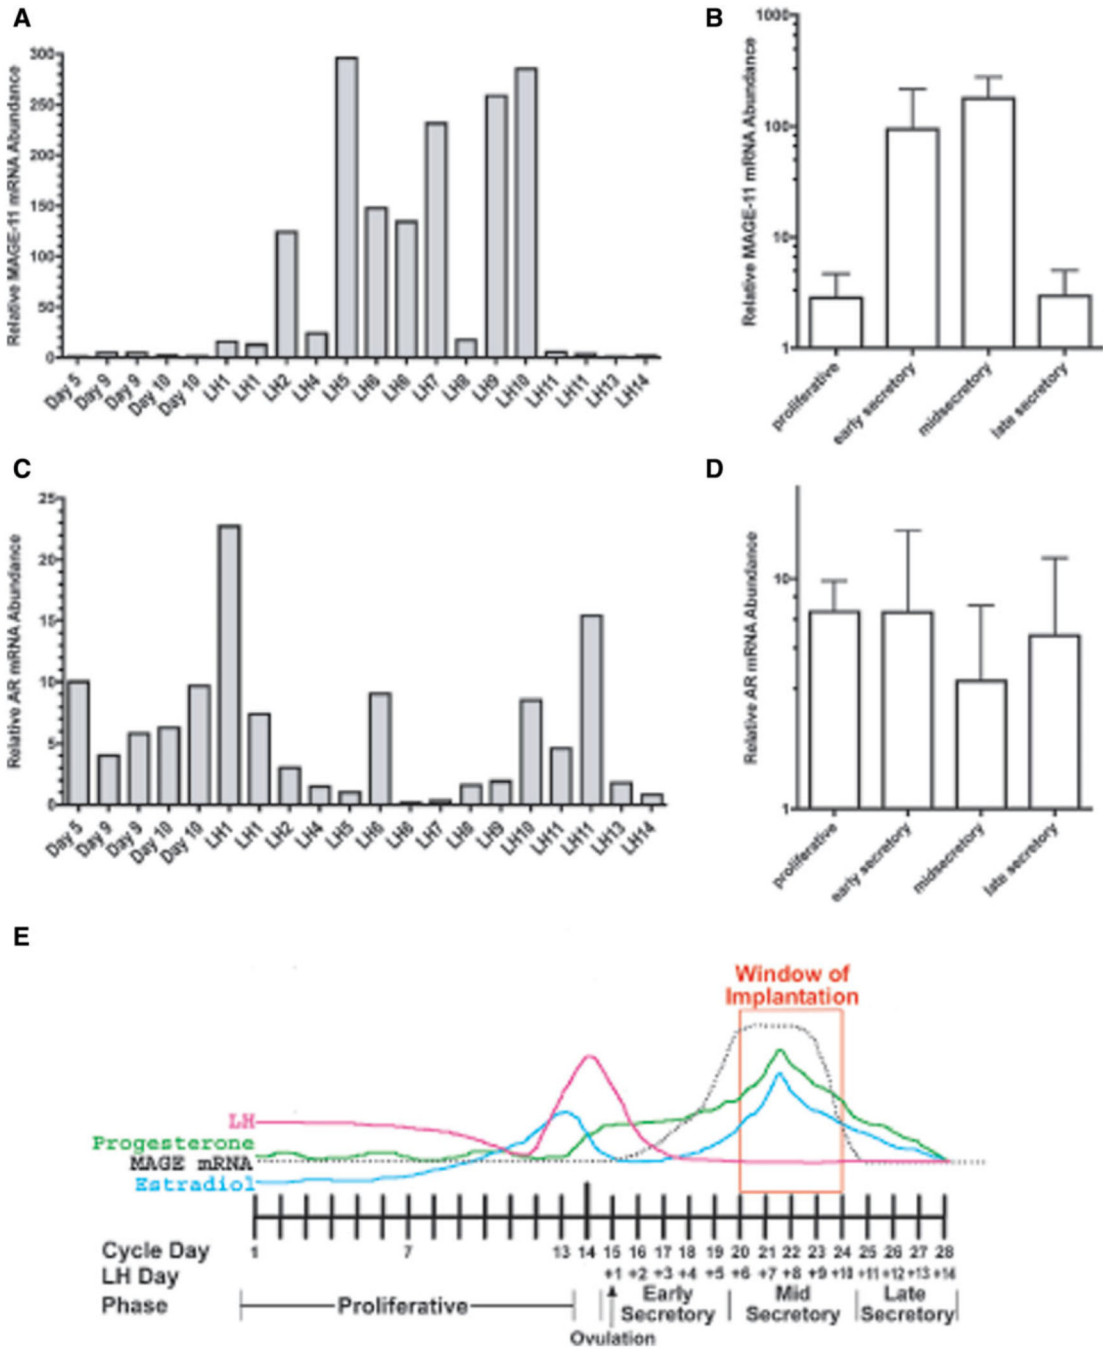 A
Relative MAGE-11 mRNA Abundance
300
250
200
150
100
50
0
Day 5
Day 9
Day 9
Day 10
Day 10
LH1
LH1
LH2
LH4
LH5
LH6
LH6
LH7
LH8
LH9
LH10
LH11
LH11
LH13
LH14
B
Relative MAGE-11 mRNA Abundance
1000
100
10
1
proliferative
early secretory
midsecretory
late secretory
C
Relative AR mRNA Abundance
25
20
15
10
5
0
Day 5
Day 9
Day 9
Day 10
Day 10
LH1
LH1
LH2
LH4
LH5
LH6
LH6
LH7
LH8
LH9
LH10
LH11
LH11
LH13
LH14
D
Relative AR mRNA Abundance
10
1
proliferative
early secretory
midsecretory
late secretory
E
Window of
Implantation
LH
Progesterone
MAGE mRNA
Estradiol
Cycle Day 1 7 13 14 15 16 17 18 19 20 21 22 23 24 25 26 27 28
LH Day +1 +2 +3 +4 +5 +6 +7 +8 +9 +10 +11 +12 +13 +14
Phase Proliferative Early Secretory Mid Secretory Late Secretory
Ovulation